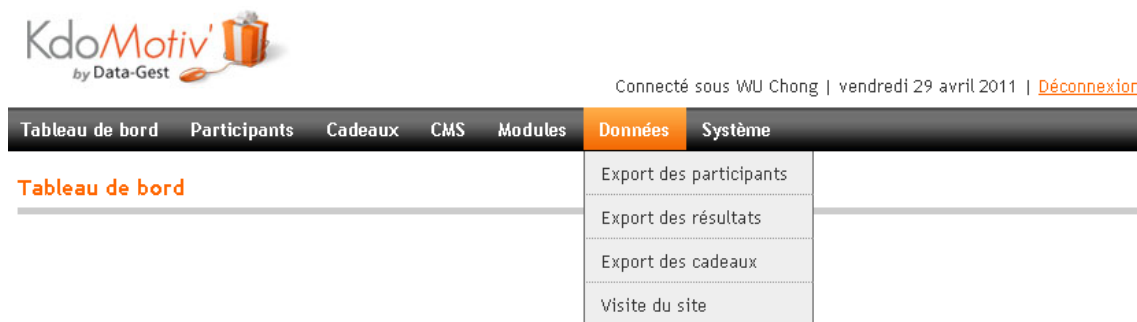 KdoMotiv'
by Data-Gest
Connecté sous WU Chong | vendredi 29 avril 2011 | Déconnexion
Tableau de bord Participants Cadeaux CMS Modules Données Système
Tableau de bord
Export des participants
Export des résultats
Export des cadeaux
Visite du site